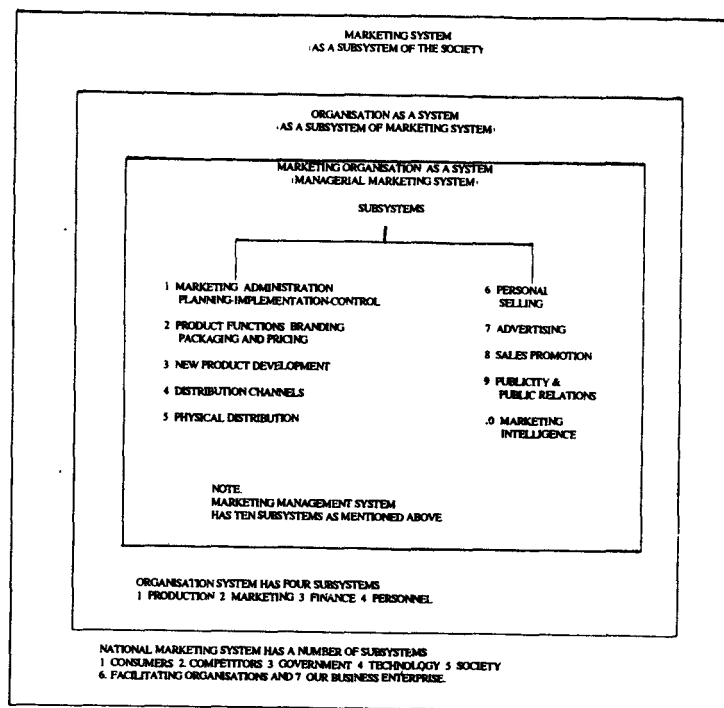 MARKETING SYSTEM
(AS A SUBSYSTEM OF THE SOCIETY
ORGANISATION AS A SYSTEM
(AS A SUBSYSTEM OF MARKETING SYSTEM)
MARKETING ORGANISATION AS A SYSTEM
(MANAGERIAL MARKETING SYSTEM)
SUBSYSTEMS
1 MARKETING ADMINISTRATION
PLANNING-IMPLEMENTATION-CONTROL
2 PRODUCT FUNCTIONS BRANDING
PACKAGING AND PRICING
3 NEW PRODUCT DEVELOPMENT
4 DISTRIBUTION CHANNELS
5 PHYSICAL DISTRIBUTION
6 PERSONAL
SELLING
7 ADVERTISING
8 SALES PROMOTION
9 PUBLICITY &
PUBLIC RELATIONS
.0 MARKETING
INTELLIGENCE
NOTE.
MARKETING MANAGEMENT SYSTEM
HAS TEN SUBSYSTEMS AS MENTIONED ABOVE
ORGANISATION SYSTEM HAS FOUR SUBSYSTEMS
1 PRODUCTION 2 MARKETING 3 FINANCE 4 PERSONNEL
NATIONAL MARKETING SYSTEM HAS A NUMBER OF SUBSYSTEMS
1 CONSUMERS 2. COMPETITORS 3 GOVERNMENT 4 TECHNOLOGY 5 SOCIETY
6. FACILITATING ORGANISATIONS AND 7 OUR BUSINESS ENTERPRISE.